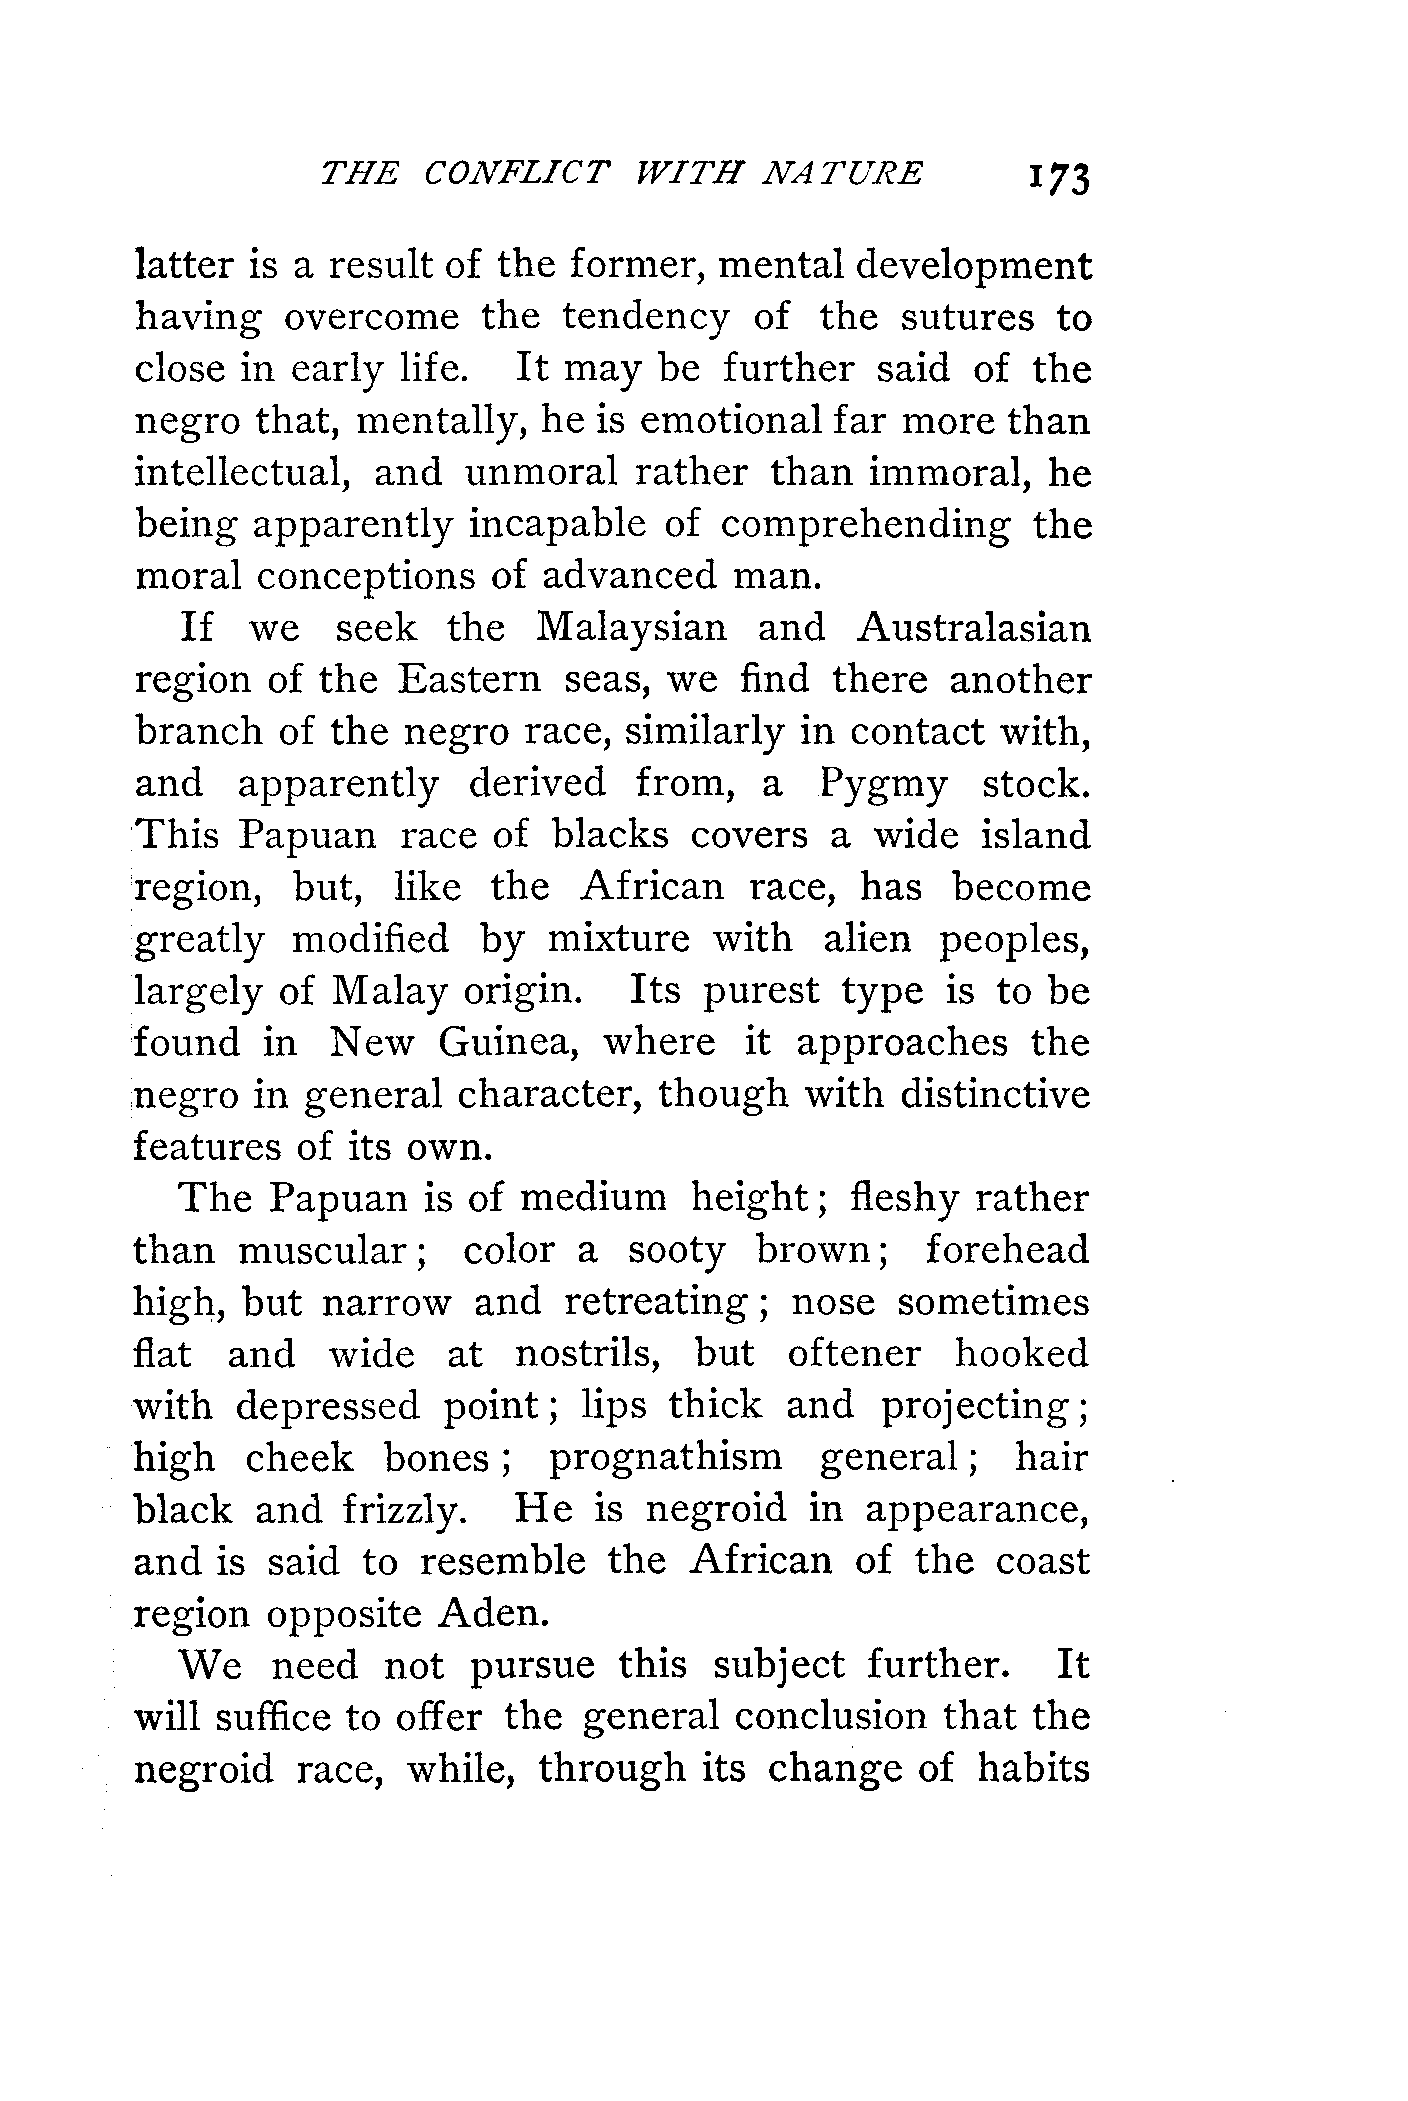 THE CONFLICT WITH NATURE 173
latter is a result of the former, mental development
having overcome the tendency of the sutures to
close in early life. It may be further said of the
negro that, mentally, he is emotional far more than
intellectual, and unmoral rather than immoral, he
being apparently incapable of comprehending the
moral conceptions of advanced man.
If we seek the Malaysian and Australasian
region of the Eastern seas, we find there another
branch of the negro race, similarly in contact with,
and apparently derived from, a Pygmy stock.
This Papuan race of blacks covers a wide island
region, but, like the African race, has become
greatly modified by mixture with alien peoples,
largely of Malay origin. Its purest type is to be
found in New Guinea, where it approaches the
negro in general character, though with distinctive
features of its own.
The Papuan is of medium height; fleshy rather
than muscular; color a sooty brown; forehead
high, but narrow and retreating; nose sometimes
flat and wide at nostrils, but oftener hooked
with depressed point; lips thick and projecting;
high cheek bones; prognathism general; hair
black and frizzly. He is negroid in appearance,
and is said to resemble the African of the coast
region opposite Aden.
We need not pursue this subject further. It
will suffice to offer the general conclusion that the
negroid race, while, through its change of habits